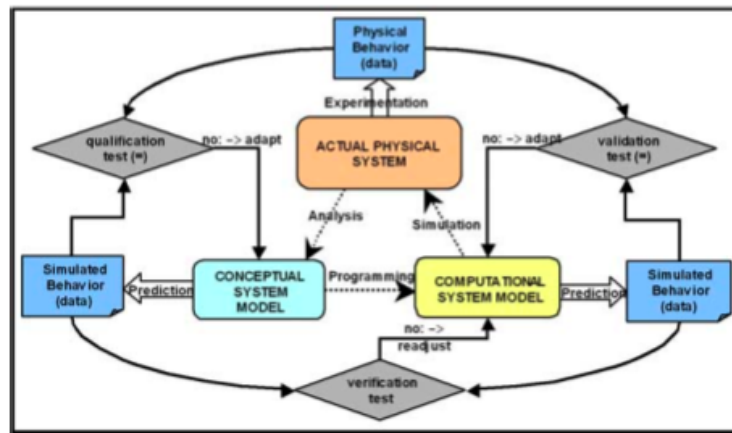 Physical
Behavior
(data)
Experimentation
qualification
test (=)
no: -> adapt
ACTUAL PHYSICAL
SYSTEM
no: -> adapt
validation
test (=)
Analysis
Simulation
Simulated
Behavior
(data)
Prediction
CONCEPTUAL
SYSTEM
MODEL
Programming
COMPUTATIONAL
SYSTEM MODEL
Prediction
Simulated
Behavior
(data)
no: ->
readjust
verification
test